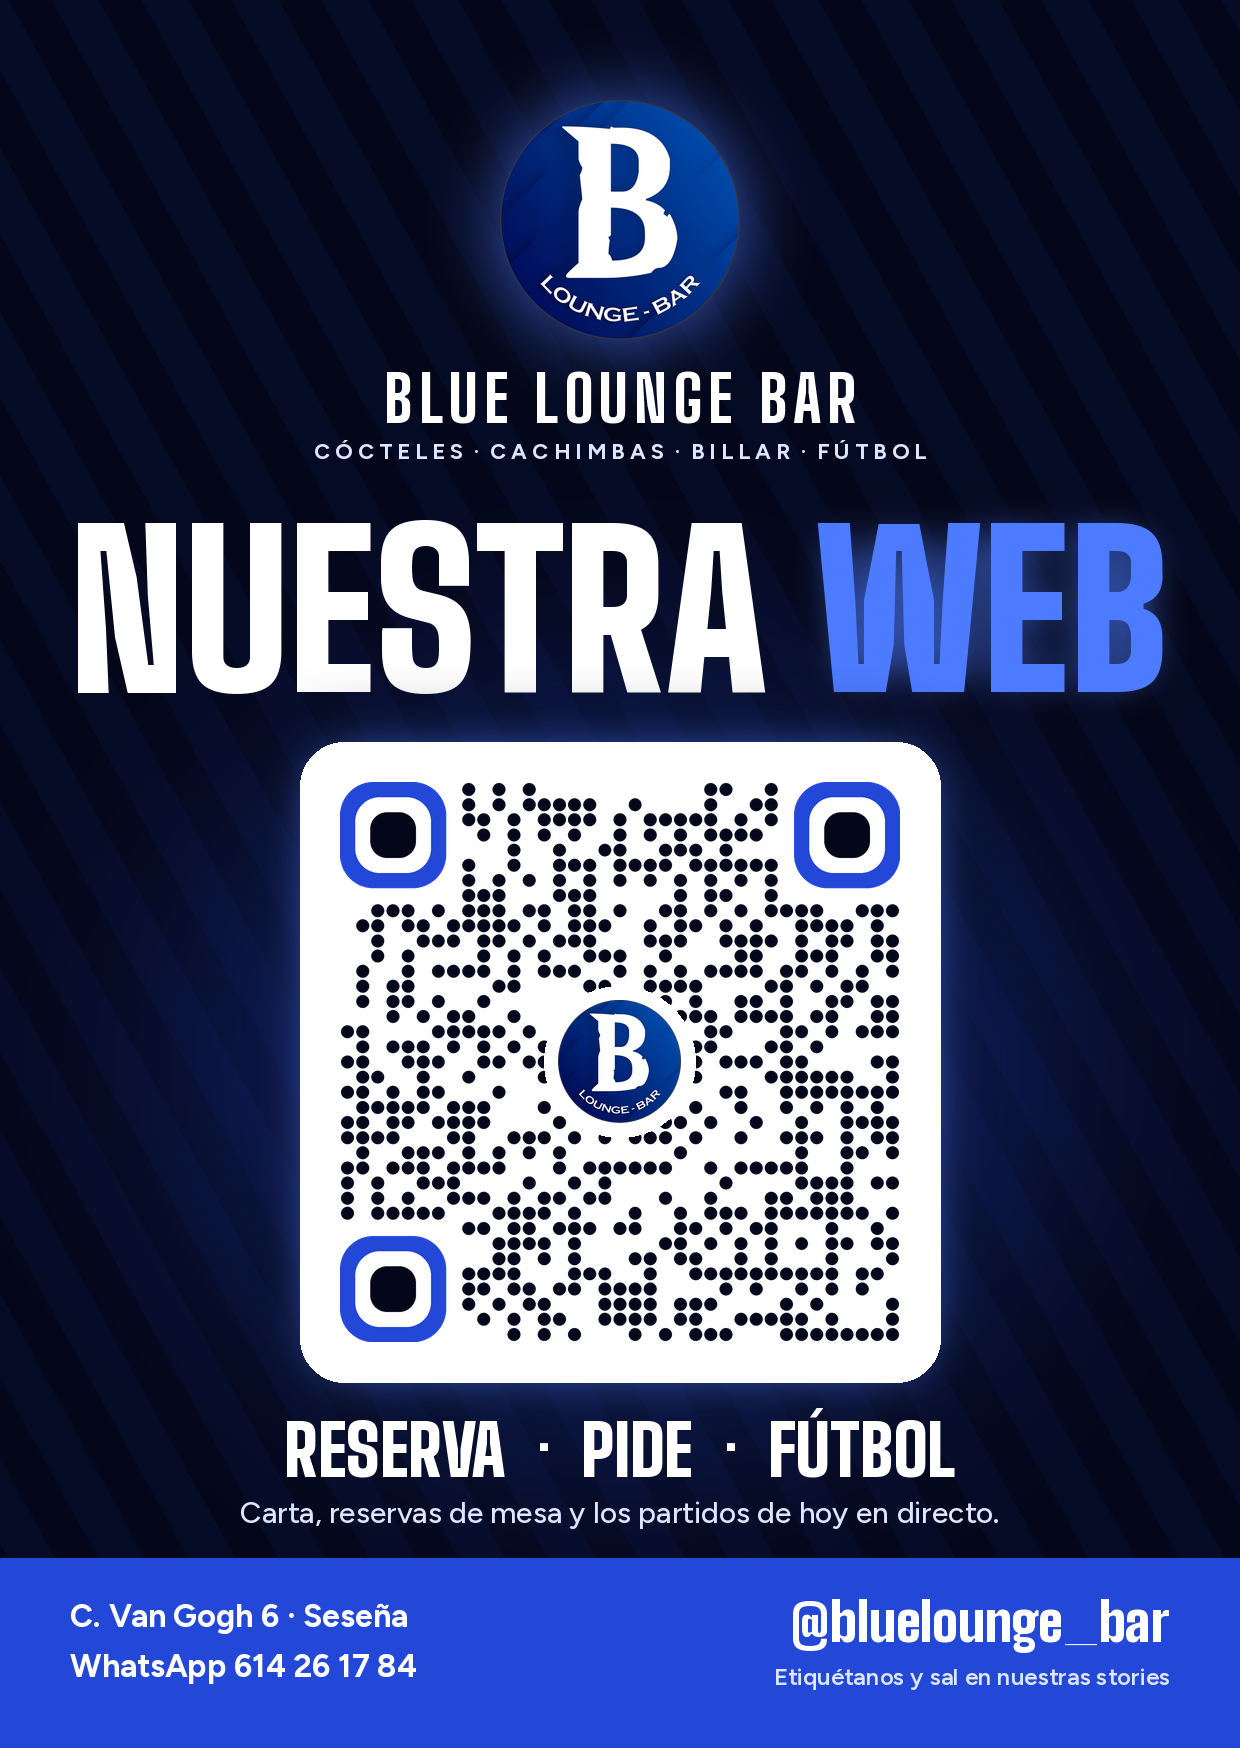 B
LOUNGE - BAR
BLUE LOUNGE BAR
CÓCTELES · CACHIMBAS · BILLAR · FÚTBOL
NUESTRA WEB
B
LOUNGE - BAR
RESERVA · PIDE · FÚTBOL
Carta, reservas de mesa y los partidos de hoy en directo.
C. Van Gogh 6 · Seseña
WhatsApp 614 26 17 84
@bluelounge_bar
Etiquétanos y sal en nuestras stories